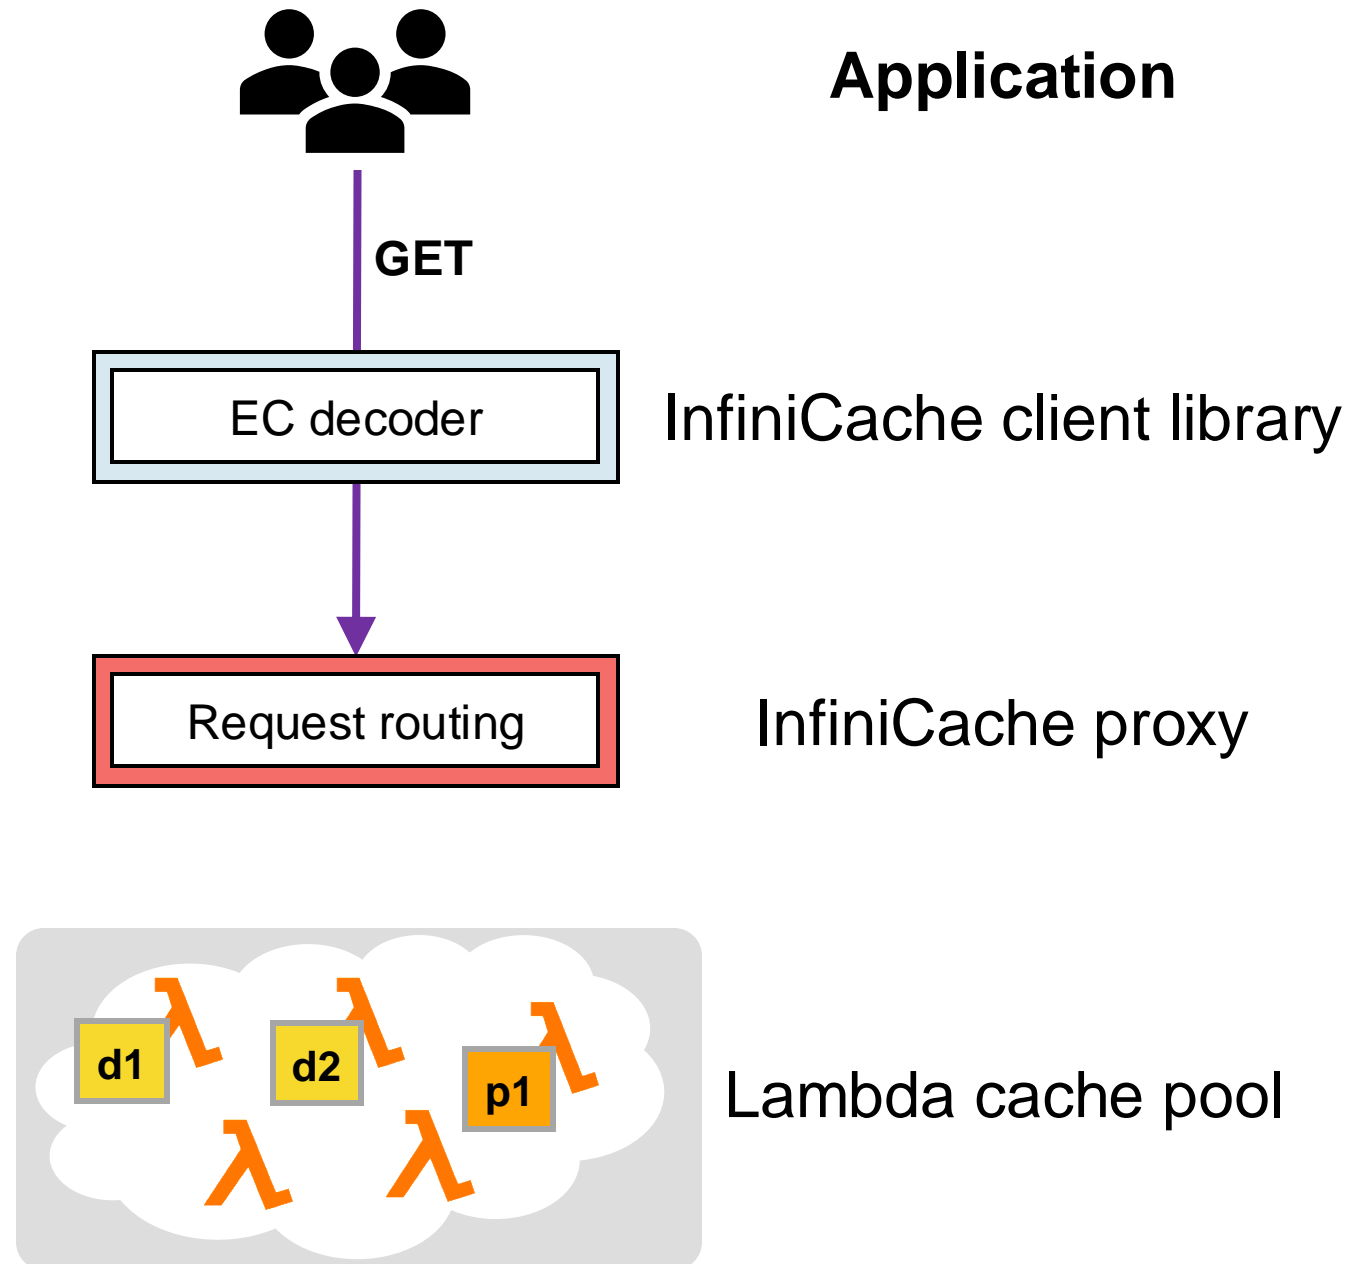 Application
GET
EC decoder
InfiniCache client library
Request routing
InfiniCache proxy
d1
d2
p1
Lambda cache pool